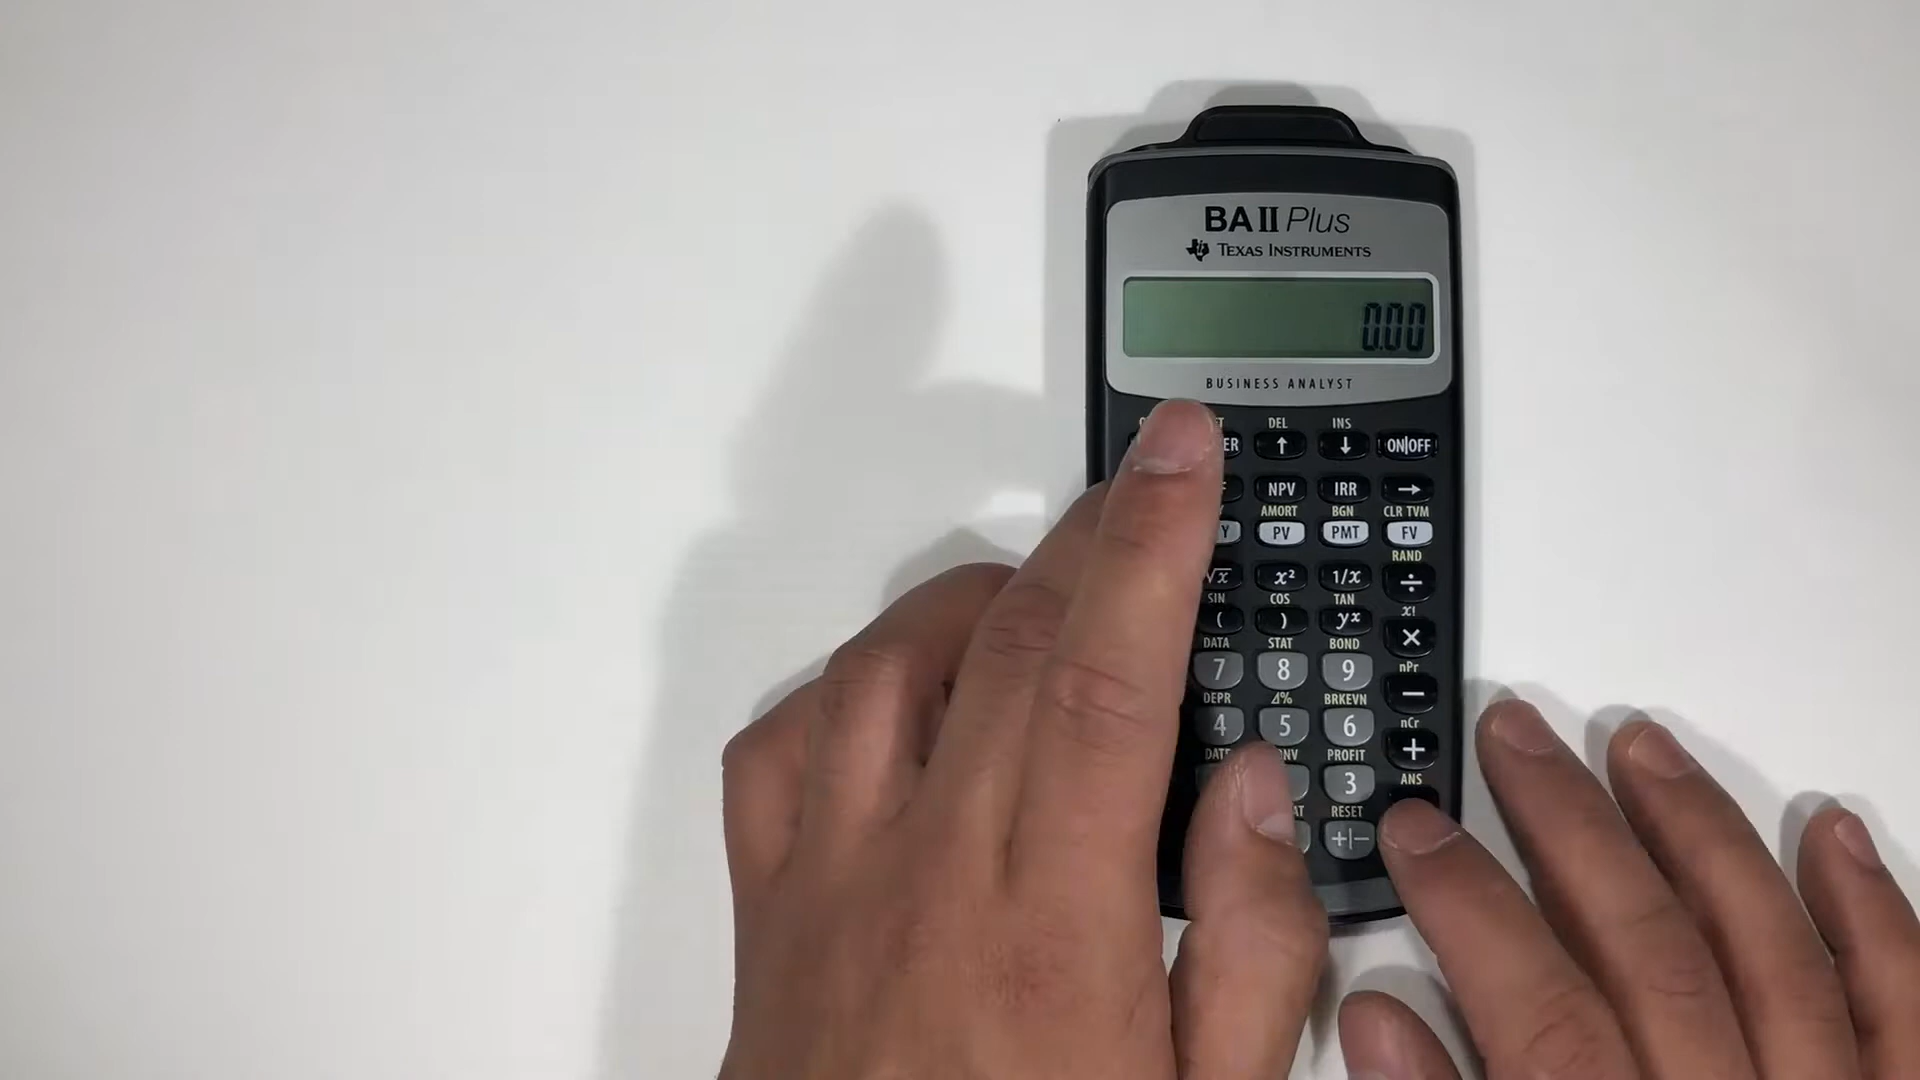 BA II Plus
TEXAS INSTRUMENTS
0.00
BUSINESS ANALYST
DEL INS
↑ ↓ ON|OFF
NPV IRR →
AMORT BGN CLR TVM
PV PMT FV
RAND
√x x² 1/x ÷
SIN COS TAN x!
( ) yˣ ×
DATA STAT BOND
7 8 9 nPr
−
DEPR Δ% BRKEVN
4 5 6 nCr
+
PROFIT
3 ANS
RESET
+|−